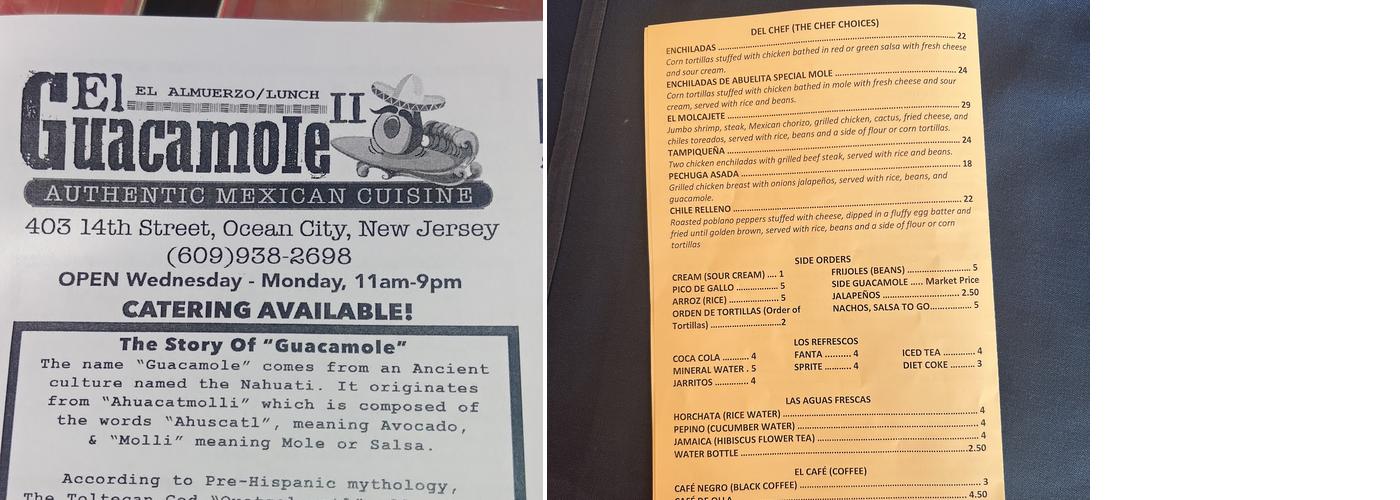 El
EL ALMUERZO/LUNCH
Guacamole II
AUTHENTIC MEXICAN CUISINE
403 14th Street, Ocean City, New Jersey
(609)938-2698
OPEN Wednesday - Monday, 11am-9pm
CATERING AVAILABLE!
The Story Of "Guacamole"
The name "Guacamole" comes from an Ancient
culture named the Nahuati. It originates
from "Ahuacatmolli" which is composed of
the words "Ahuscatl", meaning Avocado,
& "Molli" meaning Mole or Salsa.
According to Pre-Hispanic mythology,
The Toltecan God
DEL CHEF (THE CHEF CHOICES)
ENCHILADAS ........ 22
Corn tortillas stuffed with chicken bathed in red or green salsa with fresh cheese
and sour cream.
ENCHILADAS DE ABUELITA SPECIAL MOLE ........ 24
Corn tortillas stuffed with chicken bathed in mole with fresh cheese and sour
cream, served with rice and beans.
EL MOLCAJETE ........ 29
Jumbo shrimp, steak, Mexican chorizo, grilled chicken, cactus, fried cheese, and
chiles toreados, served with rice, beans and a side of flour or corn tortillas.
TAMPIQUEÑA ........ 24
Two chicken enchiladas with grilled beef steak, served with rice and beans.
PECHUGA ASADA ........ 18
Grilled chicken breast with onions jalapeños, served with rice, beans, and
guacamole.
CHILE RELLENO ........ 22
Roasted poblano peppers stuffed with cheese, dipped in a fluffy egg batter and
fried until golden brown, served with rice, beans and a side of flour or corn
tortillas
SIDE ORDERS
CREAM (SOUR CREAM) .... 1
PICO DE GALLO ........ 5
ARROZ (RICE) ........ 5
ORDEN DE TORTILLAS (Order of
Tortillas) ........2
FRIJOLES (BEANS) ........ 5
SIDE GUACAMOLE ..... Market Price
JALAPEÑOS ........ 2.50
NACHOS, SALSA TO GO........ 5
LOS REFRESCOS
COCA COLA ........ 4
MINERAL WATER . 5
JARRITOS ........ 4
FANTA ........ 4
SPRITE ........ 4
ICED TEA ........ 4
DIET COKE ........ 3
LAS AGUAS FRESCAS
HORCHATA (RICE WATER) ........ 4
PEPINO (CUCUMBER WATER) ........ 4
JAMAICA (HIBISCUS FLOWER TEA) ........ 4
WATER BOTTLE ........2.50
EL CAFÉ (COFFEE)
CAFÉ NEGRO (BLACK COFFEE) ........ 3
CAFÉ DE OLLA ........ 4.50